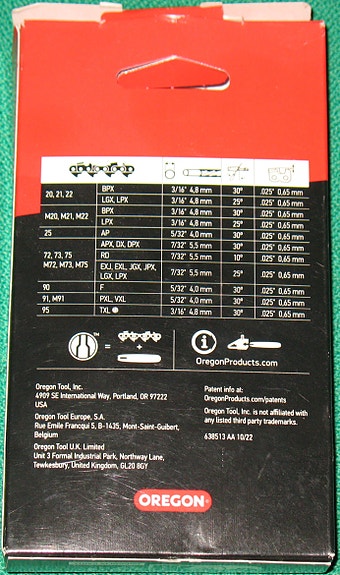 20, 21, 22 BPX 3/16" 4,8 mm 30° .025" 0,65 mm
LGX, LPX 3/16" 4,8 mm 25° .025" 0,65 mm
M20, M21, M22 BPX 3/16" 4,8 mm 30° .025" 0,65 mm
LPX 3/16" 4,8 mm 25° .025" 0,65 mm
25 AP 5/32" 4,0 mm 30° .025" 0,65 mm
72, 73, 75 M72, M73, M75 APX, DX, DPX 7/32" 5,5 mm 30° .025" 0,65 mm
RD 7/32" 5,5 mm 10° .025" 0,65 mm
EXJ, EXL, JGX, JPX,
LGX, LPX 7/32" 5,5 mm 25° .025" 0,65 mm
90 F 5/32" 4,0 mm 30° .025" 0,65 mm
91, M91 PXL, VXL 5/32" 4,0 mm 30° .025" 0,65 mm
95 TXL 3/16" 4,8 mm 30° .025" 0,65 mm
OregonProducts.com
Oregon Tool, Inc.
4909 SE International Way, Portland, OR 97222
USA
Oregon Tool Europe, S.A.
Rue Emile Francqui 5, B-1435, Mont-Saint-Guibert,
Belgium
Oregon Tool U.K. Limited
Unit 3 Formal Industrial Park, Northway Lane,
Tewkesbury, United Kingdom, GL20 8GY
Patent info at:
OregonProducts.com/patents
Oregon Tool, Inc. is not affiliated with
any listed third party trademarks.
638513 AA 10/22
OREGON